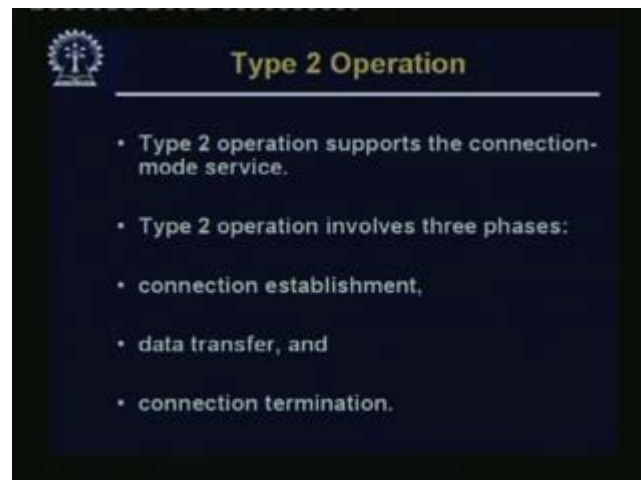 Type 2 Operation
• Type 2 operation supports the connection-
mode service.
• Type 2 operation involves three phases:
• connection establishment,
• data transfer, and
• connection termination.